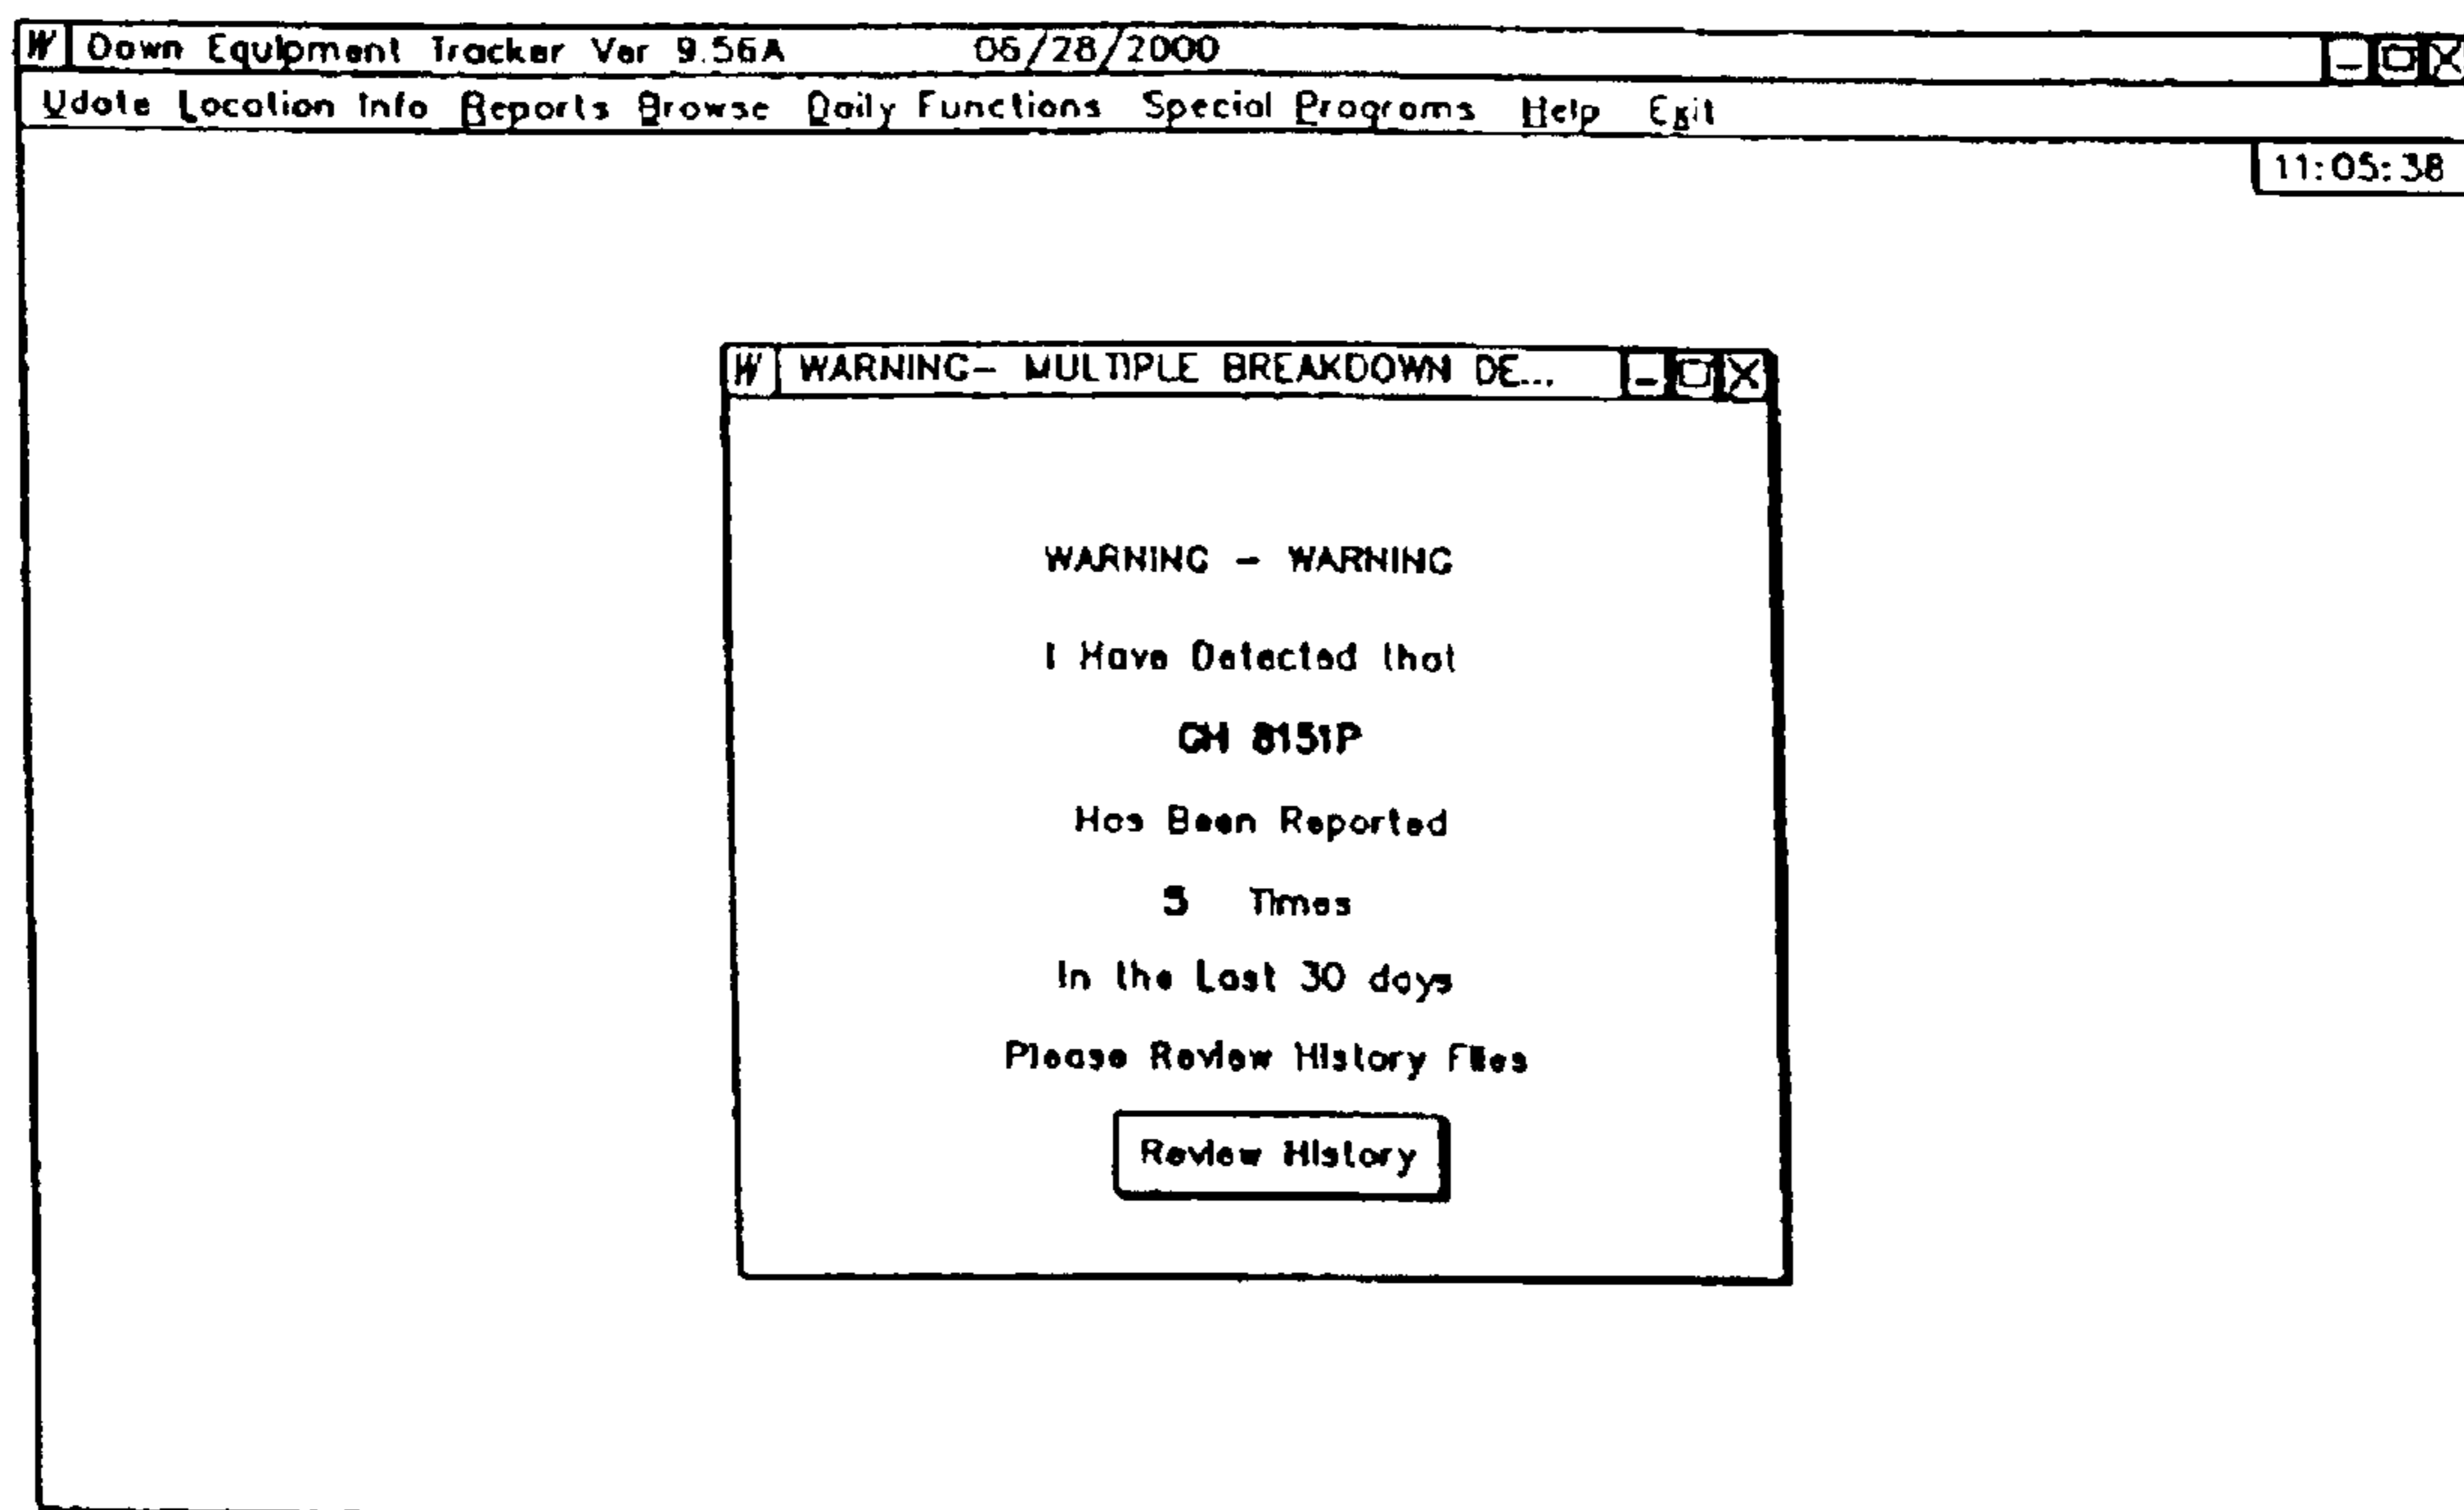 W Down Equipment Tracker Ver 9.56A 06/28/2000
Udate Location Info Reports Browse Daily Functions Special Programs Help Exit
11:05:38
W WARNING- MULTIPLE BREAKDOWN DE...
WARNING - WARNING
I Have Detected that
GH 8151P
Has Been Reported
Times
In the Last 30 days
Please Review History Files
Review History